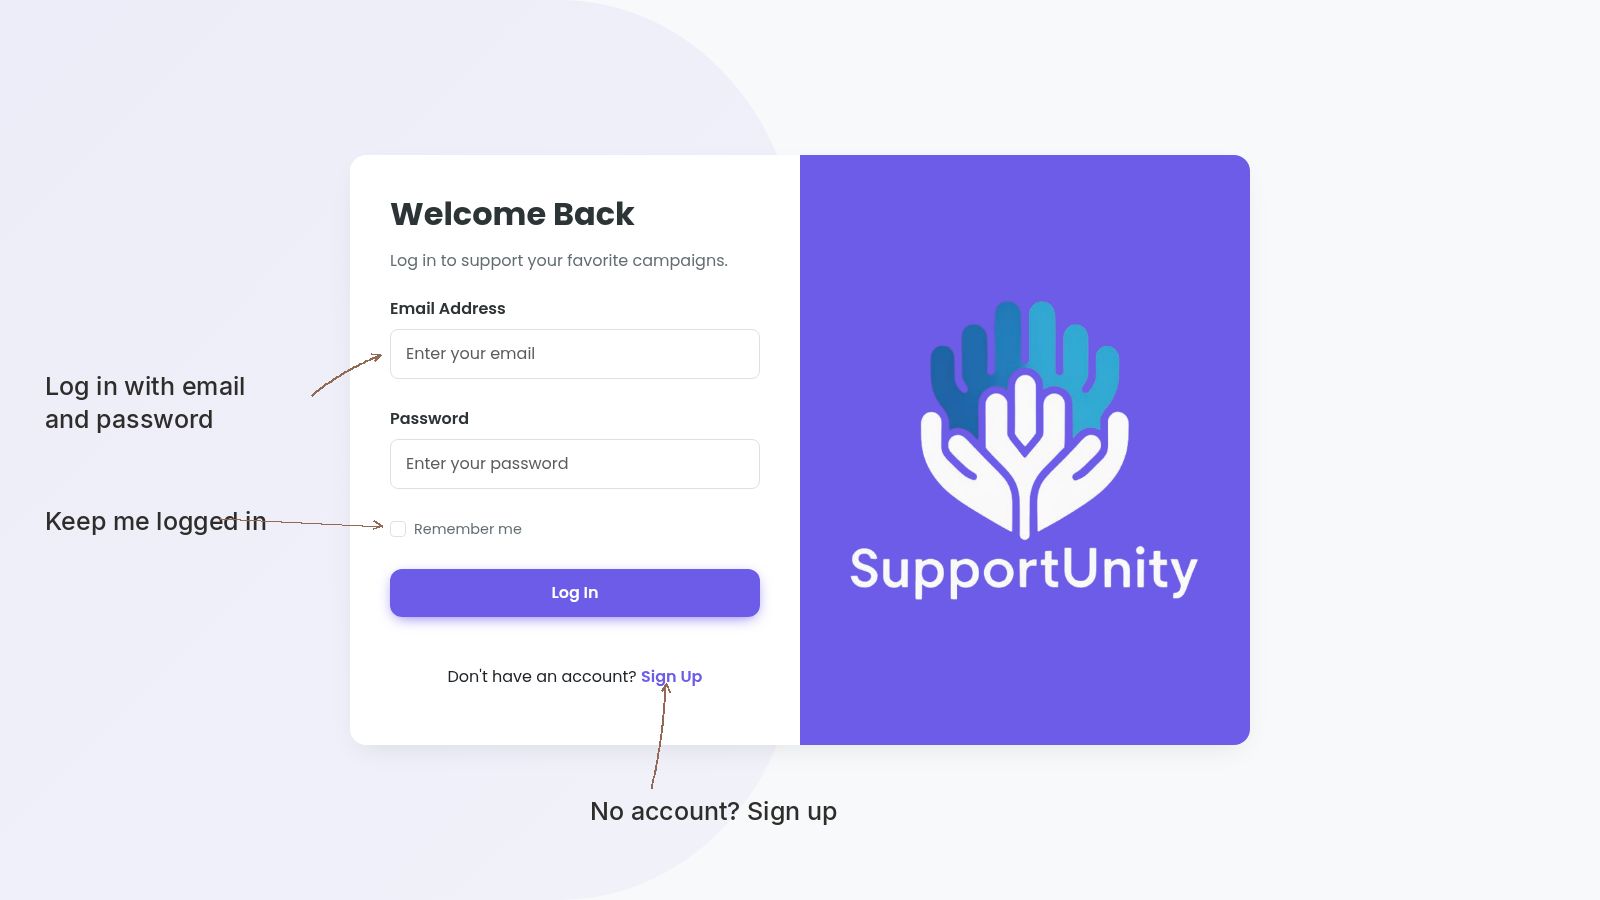 Welcome Back
Log in to support your favorite campaigns.
Email Address
Enter your email
Log in with email
and password
Password
Enter your password
Keep me logged in
Remember me
Log In
Don't have an account? Sign Up
No account? Sign up
SupportUnity